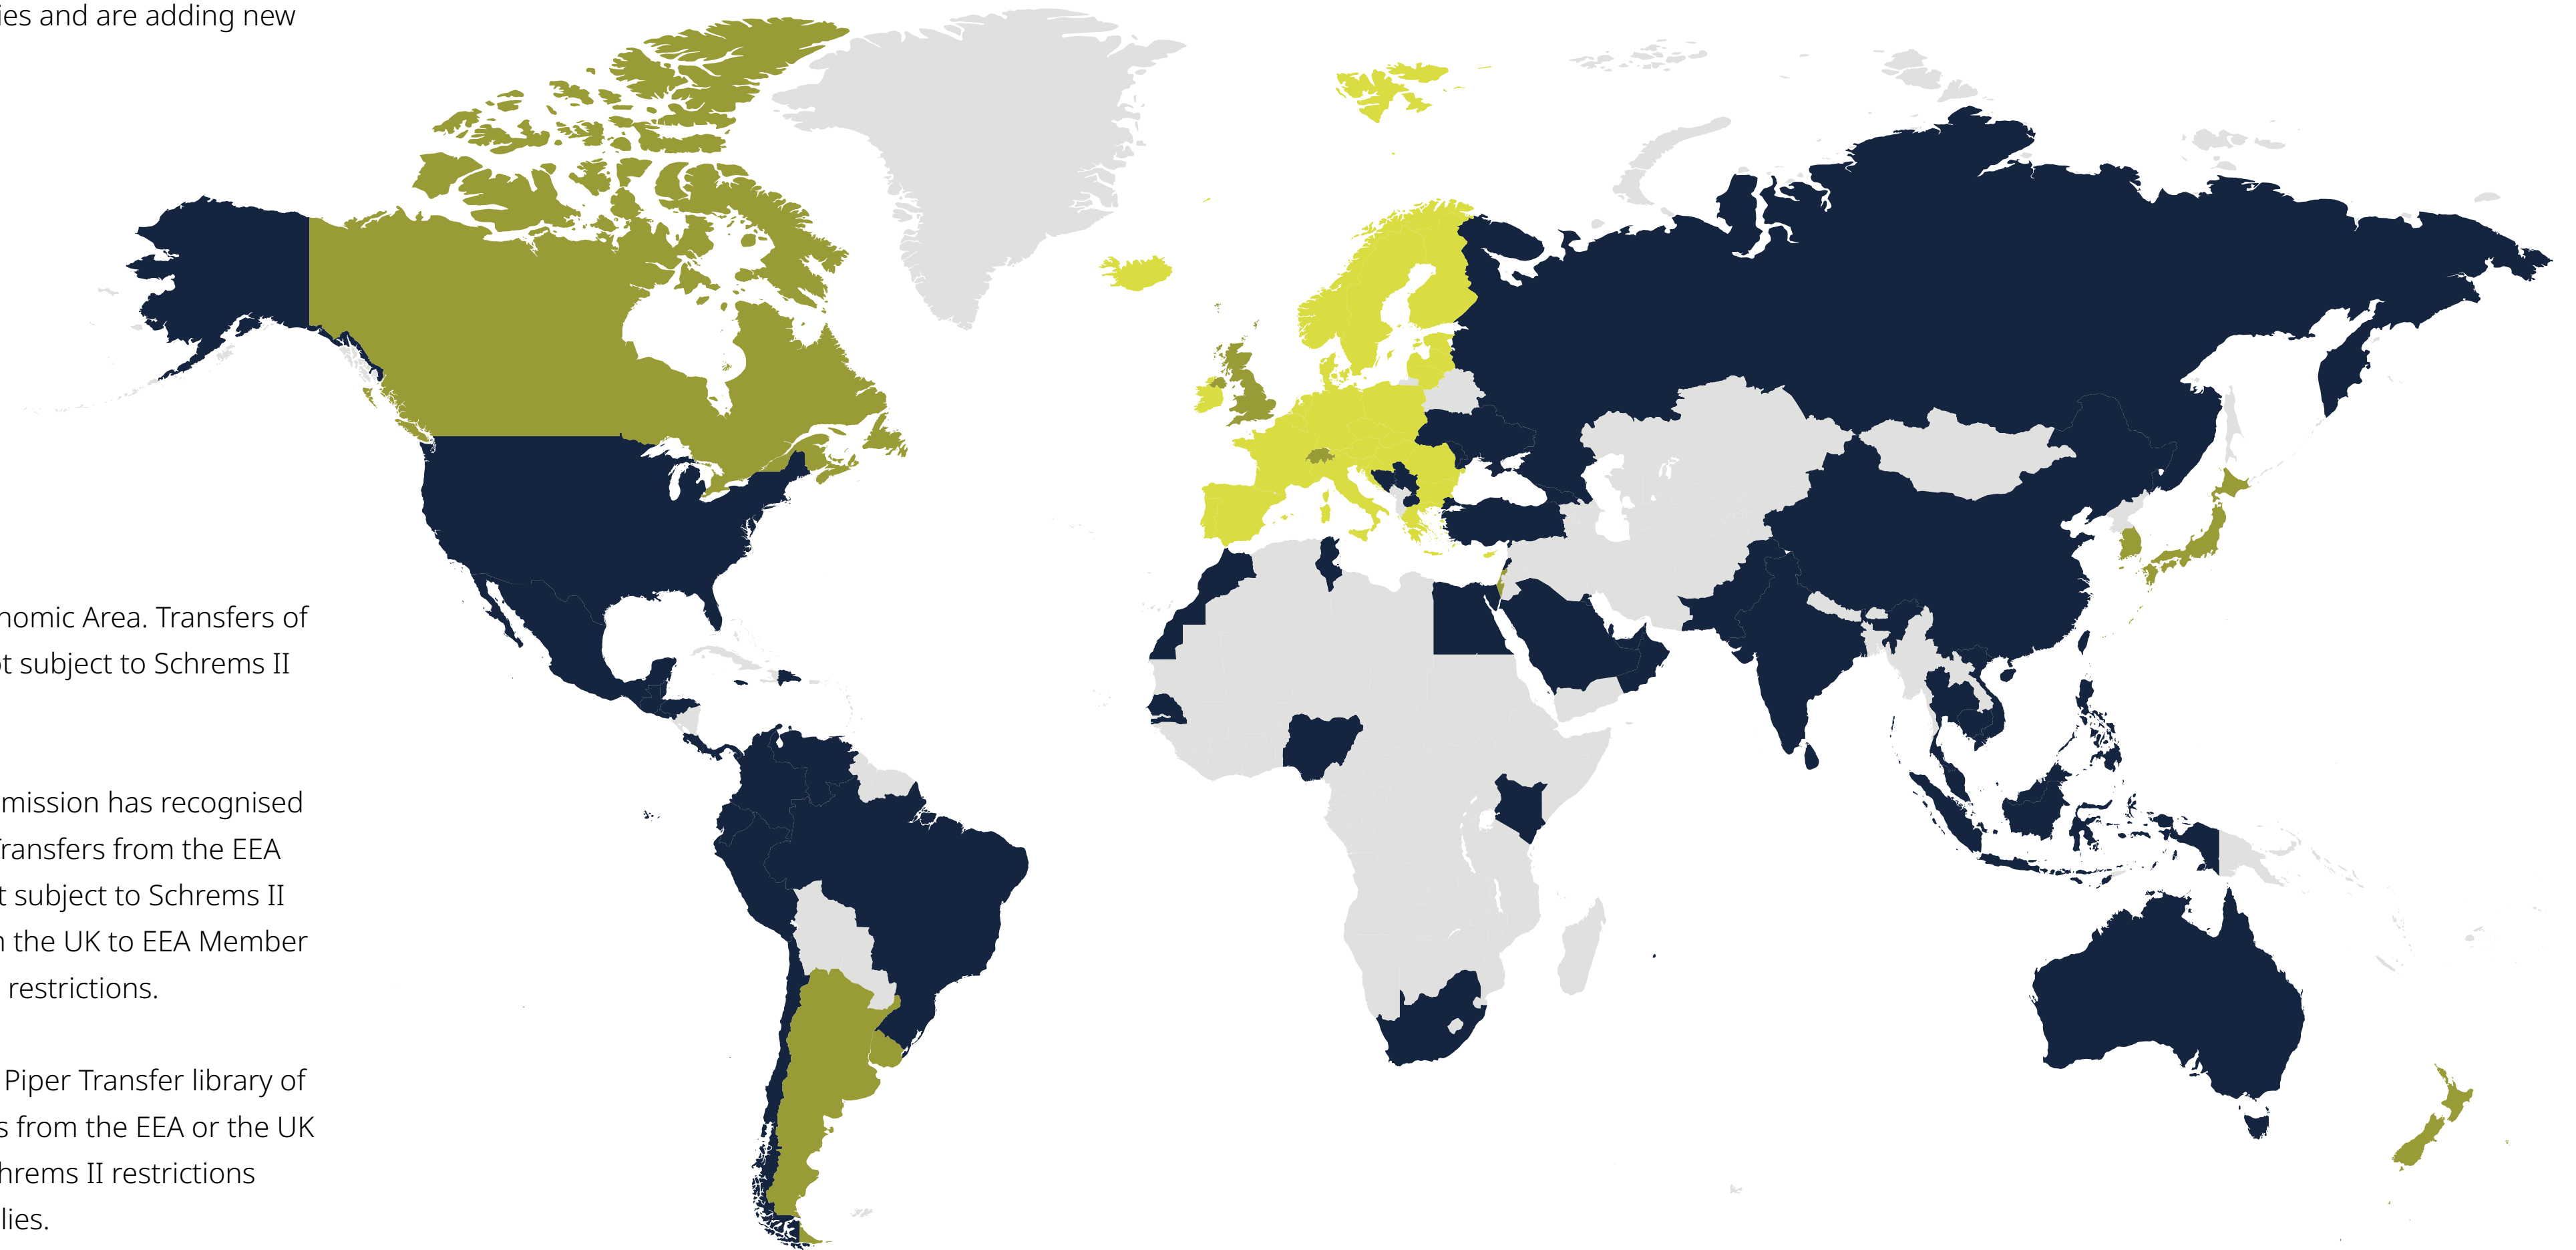 ies and are adding new
nomic Area. Transfers of
ot subject to Schrems II
mission has recognised
Transfers from the EEA
t subject to Schrems II
n the UK to EEA Member
restrictions.
Piper Transfer library of
s from the EEA or the UK
hrems II restrictions
lies.